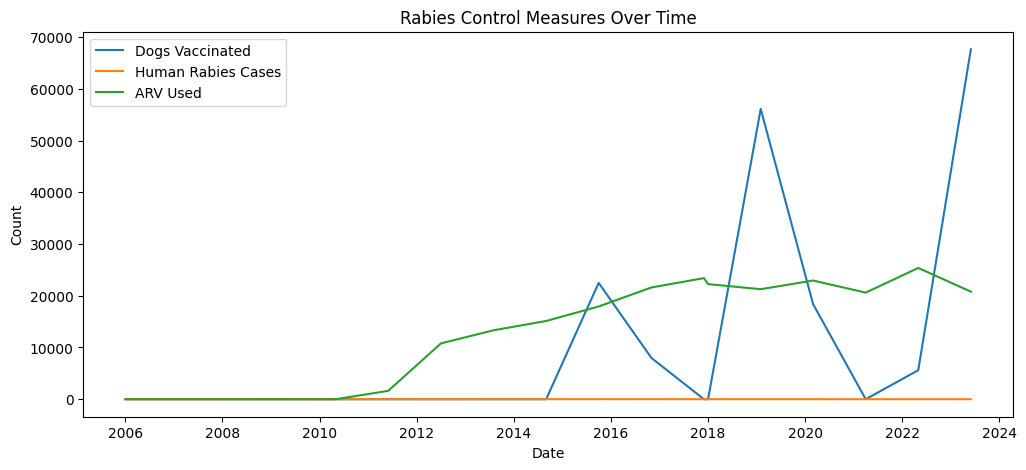 Rabies Control Measures Over Time
Dogs Vaccinated
Human Rabies Cases
ARV Used
70000
60000
50000
40000
30000
20000
10000
0
Count
2006 2008 2010 2012 2014 2016 2018 2020 2022 2024
Date